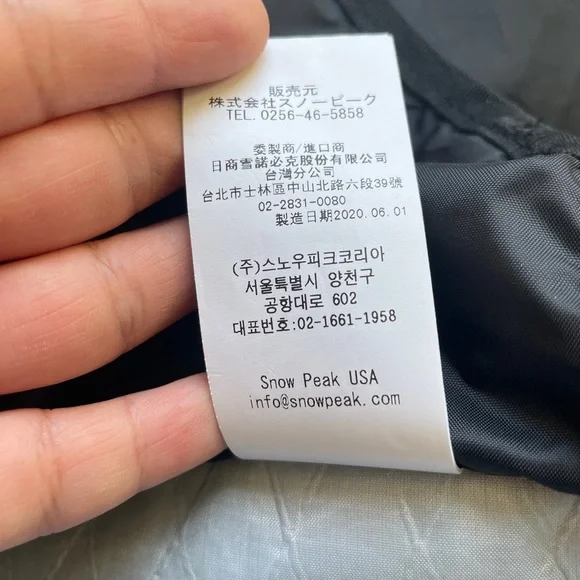 販売元
株式会社スノーピーク
TEL. 0256-46-5858
委製商/進口商
日商雪諾必克股份有限公司
台灣分公司
台北市士林區中山北路六段39號
02-2831-0080
製造日期2020.06.01
(주)스노우피크코리아
서울특별시 양천구
공항대로 602
대표번호:02-1661-1958
Snow Peak USA
info@snowpeak.com